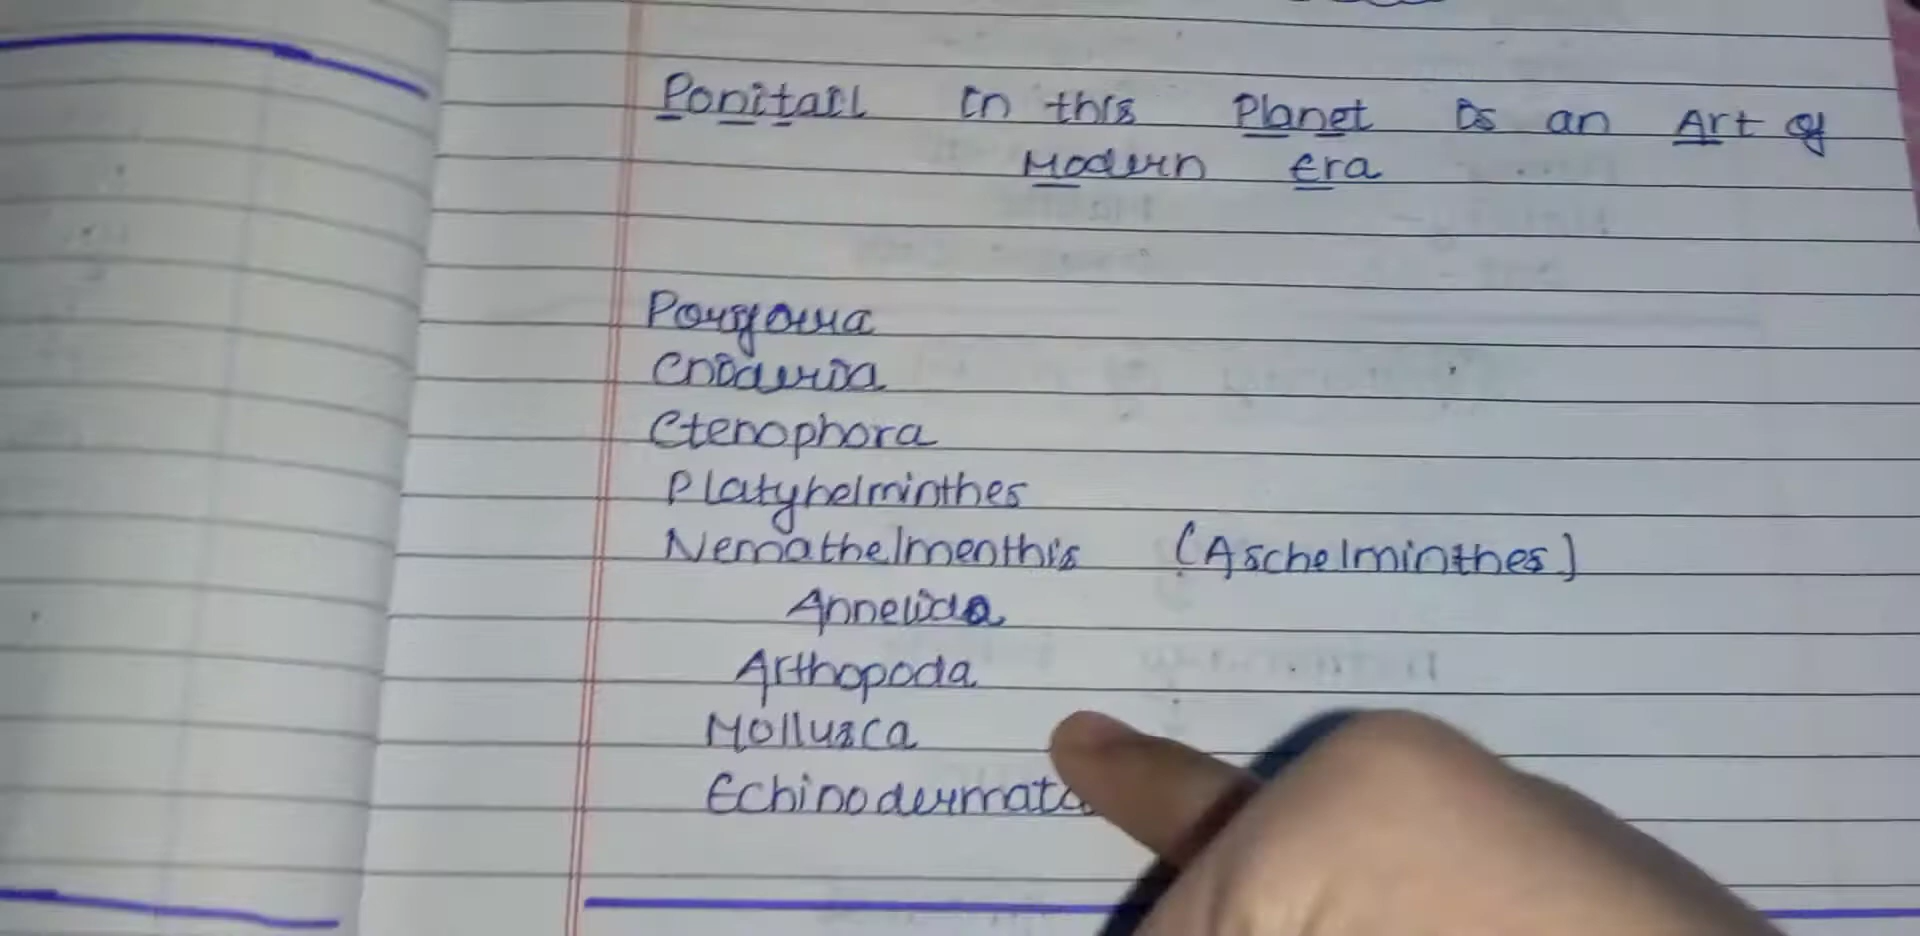 Ponitail in this Planet is an Art of
Modern Era
Poriforra
Cnidaria
Ctenophora
Platyhelminthes
Nemathelmenthis (Aschelminthes)
Annelida
Arthopoda
Mollusca
Echinodermata